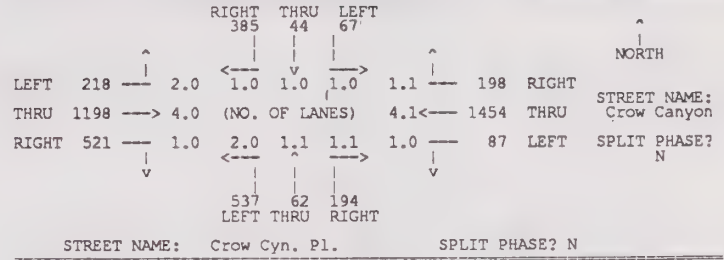 RIGHT THRU LEFT
385 44 67
NORTH
LEFT 218 --- 2.0 <--- 1.0 1.0 1.0 ---> 1.1 --- 198 RIGHT
STREET NAME:
THRU 1198 ---> 4.0 (NO. OF LANES) 4.1<--- 1454 THRU Crow Canyon
RIGHT 521 --- 1.0 2.0 1.1 1.1 1.0 --- 87 LEFT SPLIT PHASE?
N
537 62 194
LEFT THRU RIGHT
STREET NAME: Crow Cyn. Pl. SPLIT PHASE? N